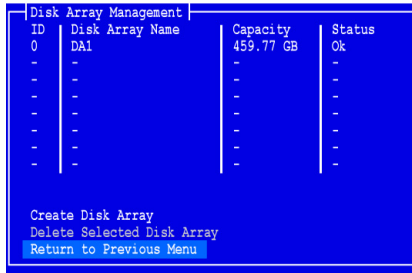 Disk Array Management
ID Disk Array Name Capacity Status
0 DA1 459.77 GB Ok
- - - -
- - - -
- - - -
- - - -
- - - -
- - - -
- - - -
Create Disk Array
Delete Selected Disk Array
Return to Previous Menu